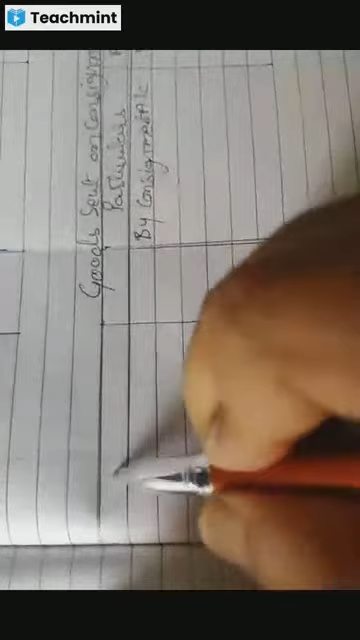 Teachmint
Goods Sent on Consignment
Particulars
By Consignment A/c